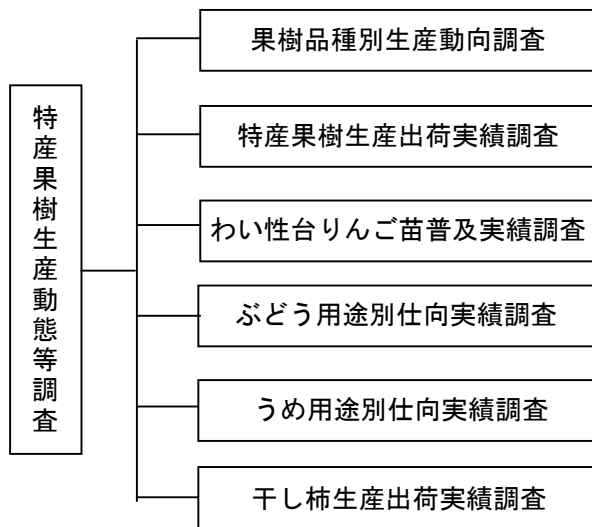 特産果樹生産動態等調査
果樹品種別生産動向調査
特産果樹生産出荷実績調査
わい性台りんご苗普及実績調査
ぶどう用途別仕向実績調査
うめ用途別仕向実績調査
干し柿生産出荷実績調査